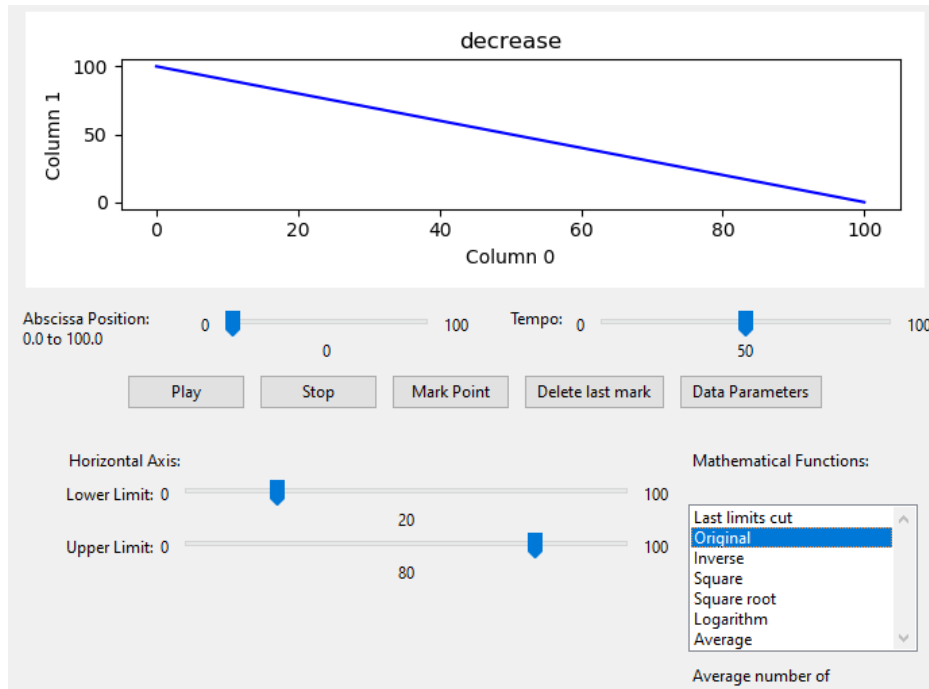 decrease
100
50
0
Column 1
0 20 40 60 80 100
Column 0
Abscissa Position:
0.0 to 100.0
0 100
0
Tempo: 0 100
50
Play Stop Mark Point Delete last mark Data Parameters
Horizontal Axis:
Lower Limit: 0 100
20
Upper Limit: 0 100
80
Mathematical Functions:
Last limits cut
Original
Inverse
Square
Square root
Logarithm
Average
Average number of